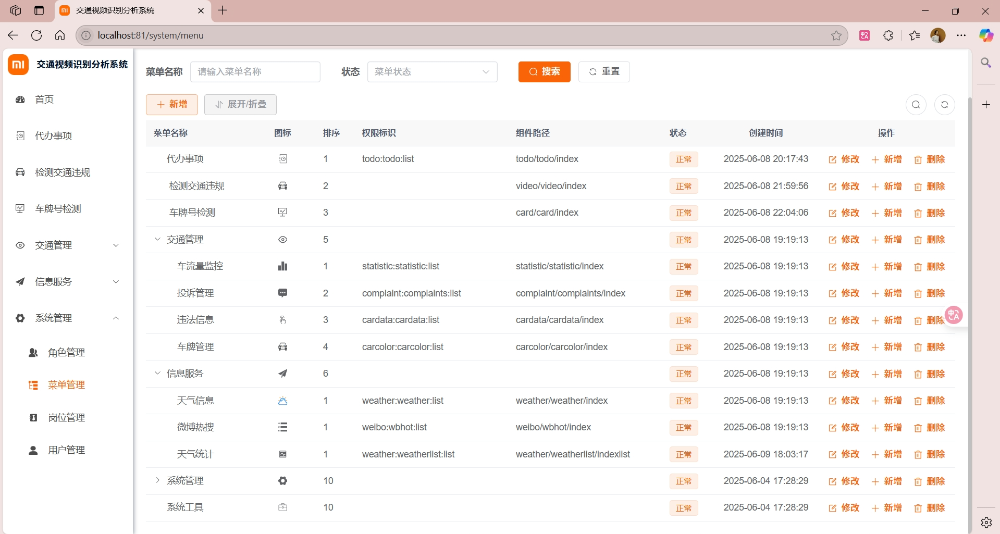 交通视频识别分析系统
localhost:81/system/menu
交通视频识别分析系统
首页
代办事项
检测交通违规
车牌号检测
交通管理
信息服务
系统管理
角色管理
菜单管理
岗位管理
用户管理
菜单名称 请输入菜单名称 状态 菜单状态 搜索 重置
新增 展开/折叠
菜单名称 图标 排序 权限标识 组件路径 状态 创建时间 操作
代办事项 1 todo:todo:list todo/todo/index 正常 2025-06-08 20:17:43 修改 新增 删除
检测交通违规 2 video/video/index 正常 2025-06-08 21:59:56 修改 新增 删除
车牌号检测 3 card/card/index 正常 2025-06-08 22:04:06 修改 新增 删除
交通管理 5 正常 2025-06-08 19:19:13 修改 新增 删除
车流量监控 1 statistic:statistic:list statistic/statistic/index 正常 2025-06-08 19:19:13 修改 新增 删除
投诉管理 2 complaint:complaints:list complaint/complaints/index 正常 2025-06-08 19:19:13 修改 新增 删除
违法信息 3 cardata:cardata:list cardata/cardata/index 正常 2025-06-08 19:19:13 修改 新增 删除
车牌管理 4 carcolor:carcolor:list carcolor/carcolor/index 正常 2025-06-08 19:19:13 修改 新增 删除
信息服务 6 正常 2025-06-08 19:19:13 修改 新增 删除
天气信息 1 weather:weather:list weather/weather/index 正常 2025-06-08 19:19:13 修改 新增 删除
微博热搜 1 weibo:wbhot:list weibo/wbhot/index 正常 2025-06-08 19:19:13 修改 新增 删除
天气统计 1 weather:weatherlist:list weather/weatherlist/indexlist 正常 2025-06-09 18:03:17 修改 新增 删除
系统管理 10 正常 2025-06-04 17:28:29 修改 新增 删除
系统工具 10 正常 2025-06-04 17:28:29 修改 新增 删除